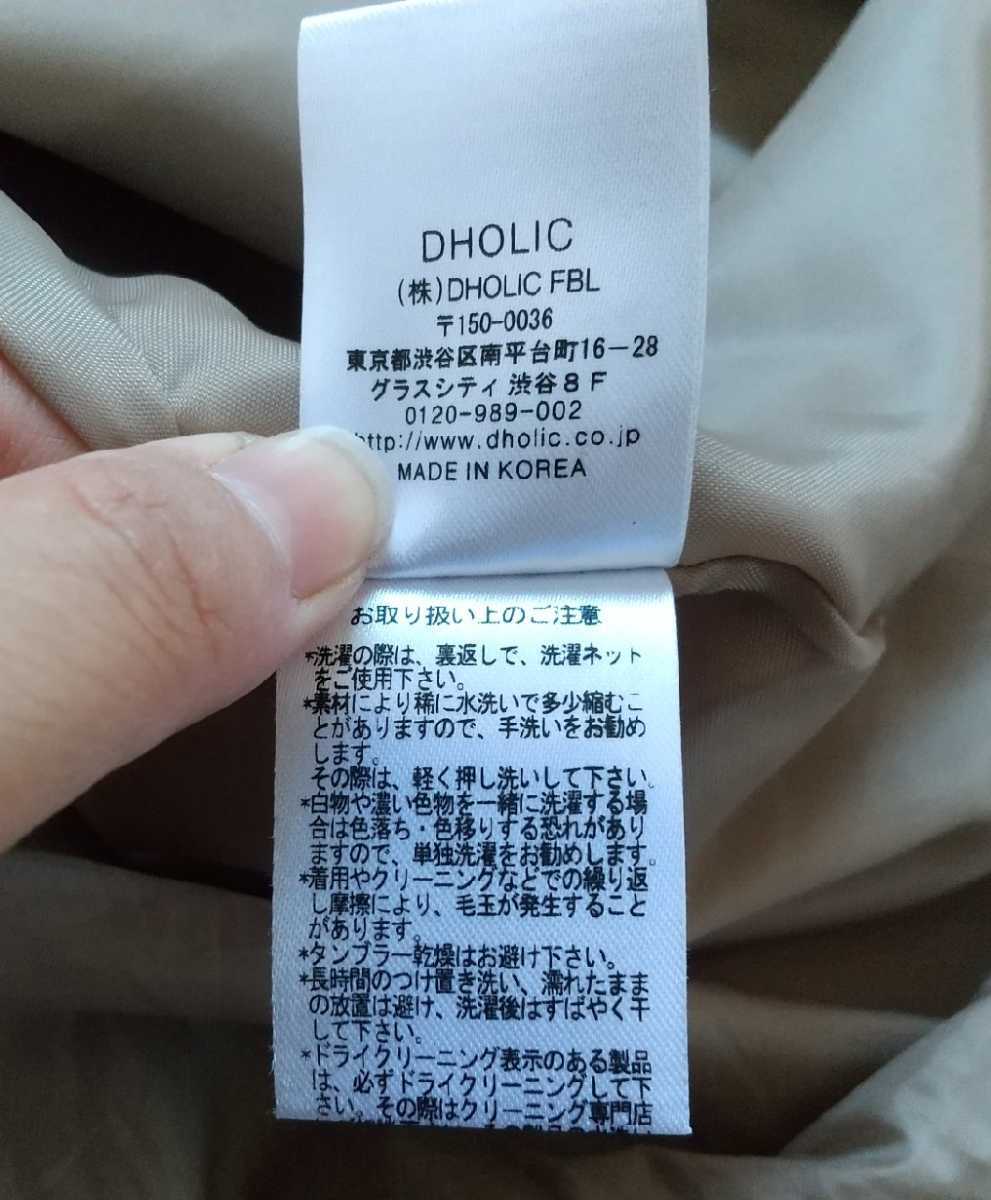 DHOLIC
(株)DHOLIC FBL
〒150-0036
東京都渋谷区南平台町16-28
グラスシティ 渋谷8F
0120-989-002
http://www.dholic.co.jp
MADE IN KOREA
お取り扱い上のご注意
*洗濯の際は、裏返しで、洗濯ネット
をご使用下さい。
*素材により稀に水洗いで多少縮むこ
とがありますので、手洗いをお勧め
します。
その際は、軽く押し洗いして下さい。
*白物や濃い色物を一緒に洗濯する場
合は色落ち・色移りする恐れがあり
ますので、単独洗濯をお勧めします。
*着用やクリーニングなどでの繰り返
し摩擦により、毛玉が発生すること
があります。
*タンブラー乾燥はお避け下さい。
*長時間のつけ置き洗い、濡れたまま
の放置は避け、洗濯後はすばやく干
して下さい。
*ドライクリーニング表示のある製品
は、必ずドライクリーニングして下
さい。その際はクリーニング専門店